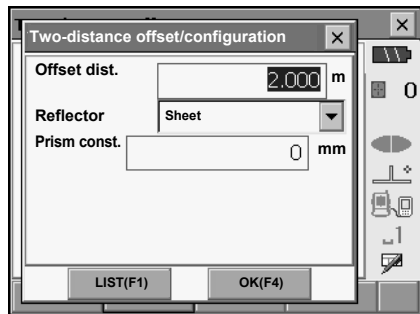 Two-distance offset/configuration
Offset dist. 2.000 m
Reflector Sheet
Prism const. 0 mm
LIST(F1) OK(F4)
0
1